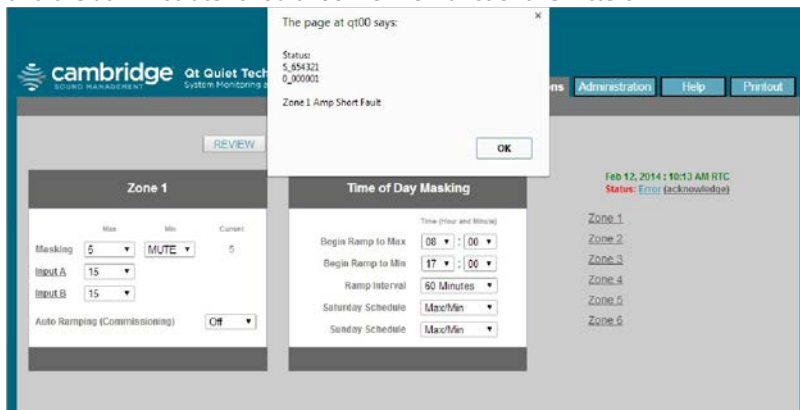 The page at qt00 says:
Status:
5_654321
0_000001
Zone 1 Amp Short Fault
OK
cambridge
SOUND MANAGEMENT
Qt Quiet Tech
System Monitoring
Administration
Help
Printout
REVIEW
Zone 1
Max Min Current
Masking 5 MUTE 5
Input A 15
Input B 15
Auto Ramping (Commissioning) Off
Time of Day Masking
Time (Hour and Minute)
Begin Ramp to Max 08 : 00
Begin Ramp to Min 17 : 00
Ramp Interval 60 Minutes
Saturday Schedule Max/Min
Sunday Schedule Max/Min
Feb 12, 2014 : 10:13 AM RTC
Status: Error (acknowledge)
Zone 1
Zone 2
Zone 3
Zone 4
Zone 5
Zone 6